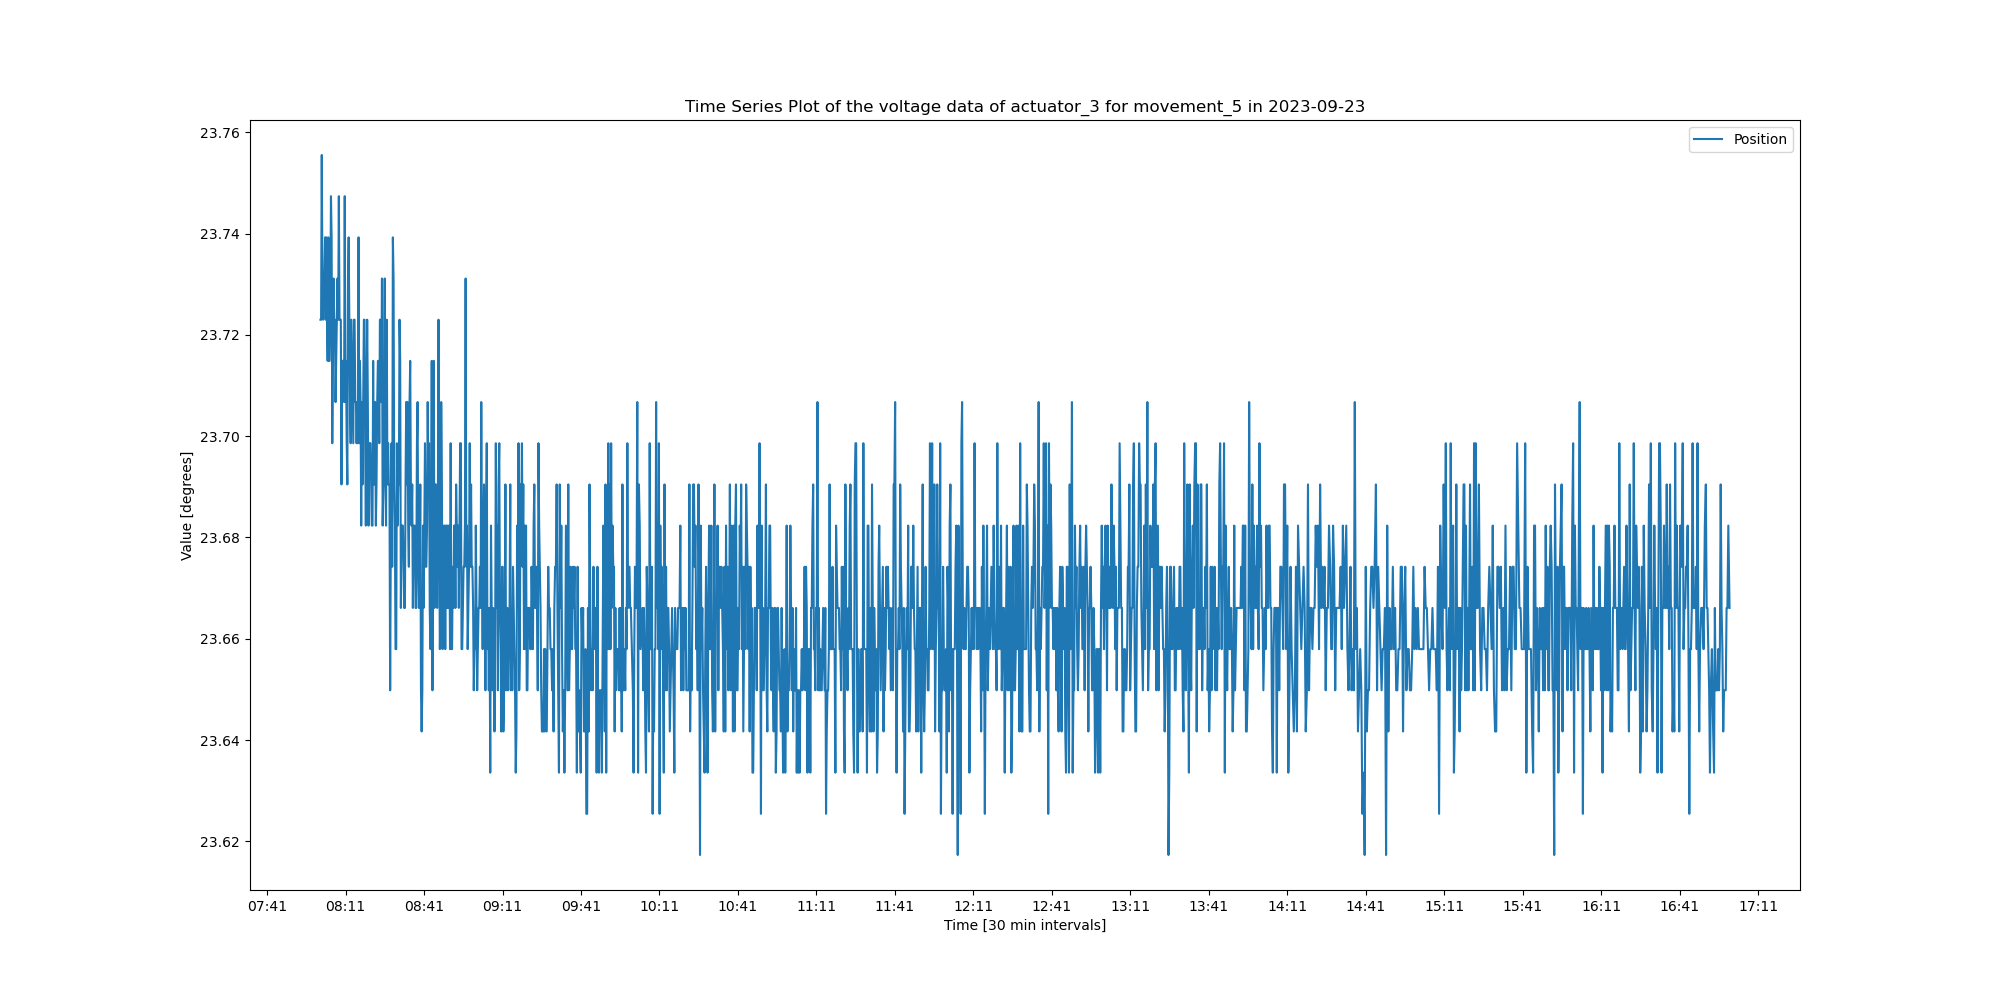 Time Series Plot of the voltage data of actuator_3 for movement_5 in 2023-09-23
Position
23.76
23.74
23.72
23.70
23.68
23.66
23.64
23.62
Value [degrees]
07:41 08:11 08:41 09:11 09:41 10:11 10:41 11:11 11:41 12:11 12:41 13:11 13:41 14:11 14:41 15:11 15:41 16:11 16:41 17:11
Time [30 min intervals]